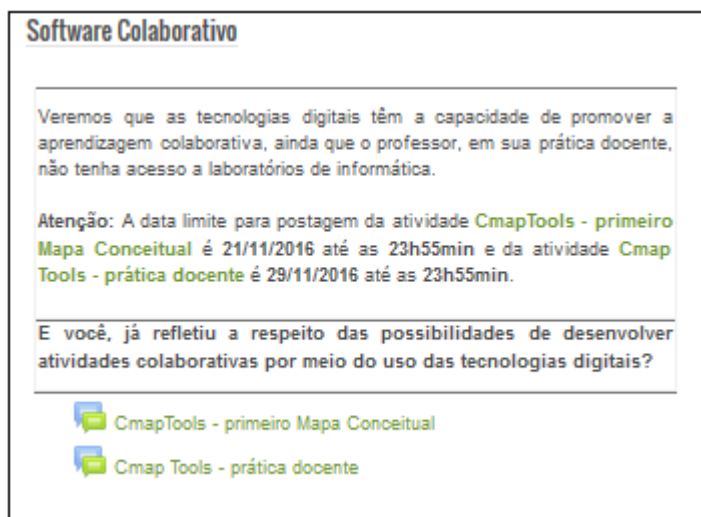 Software Colaborativo
Veremos que as tecnologias digitais têm a capacidade de promover a
aprendizagem colaborativa, ainda que o professor, em sua prática docente,
não tenha acesso a laboratórios de informática.
Atenção: A data limite para postagem da atividade CmapTools - primeiro
Mapa Conceitual é 21/11/2016 até as 23h55min e da atividade Cmap
Tools - prática docente é 29/11/2016 até as 23h55min.
E você, já refletiu a respeito das possibilidades de desenvolver
atividades colaborativas por meio do uso das tecnologias digitais?
CmapTools - primeiro Mapa Conceitual
Cmap Tools - prática docente